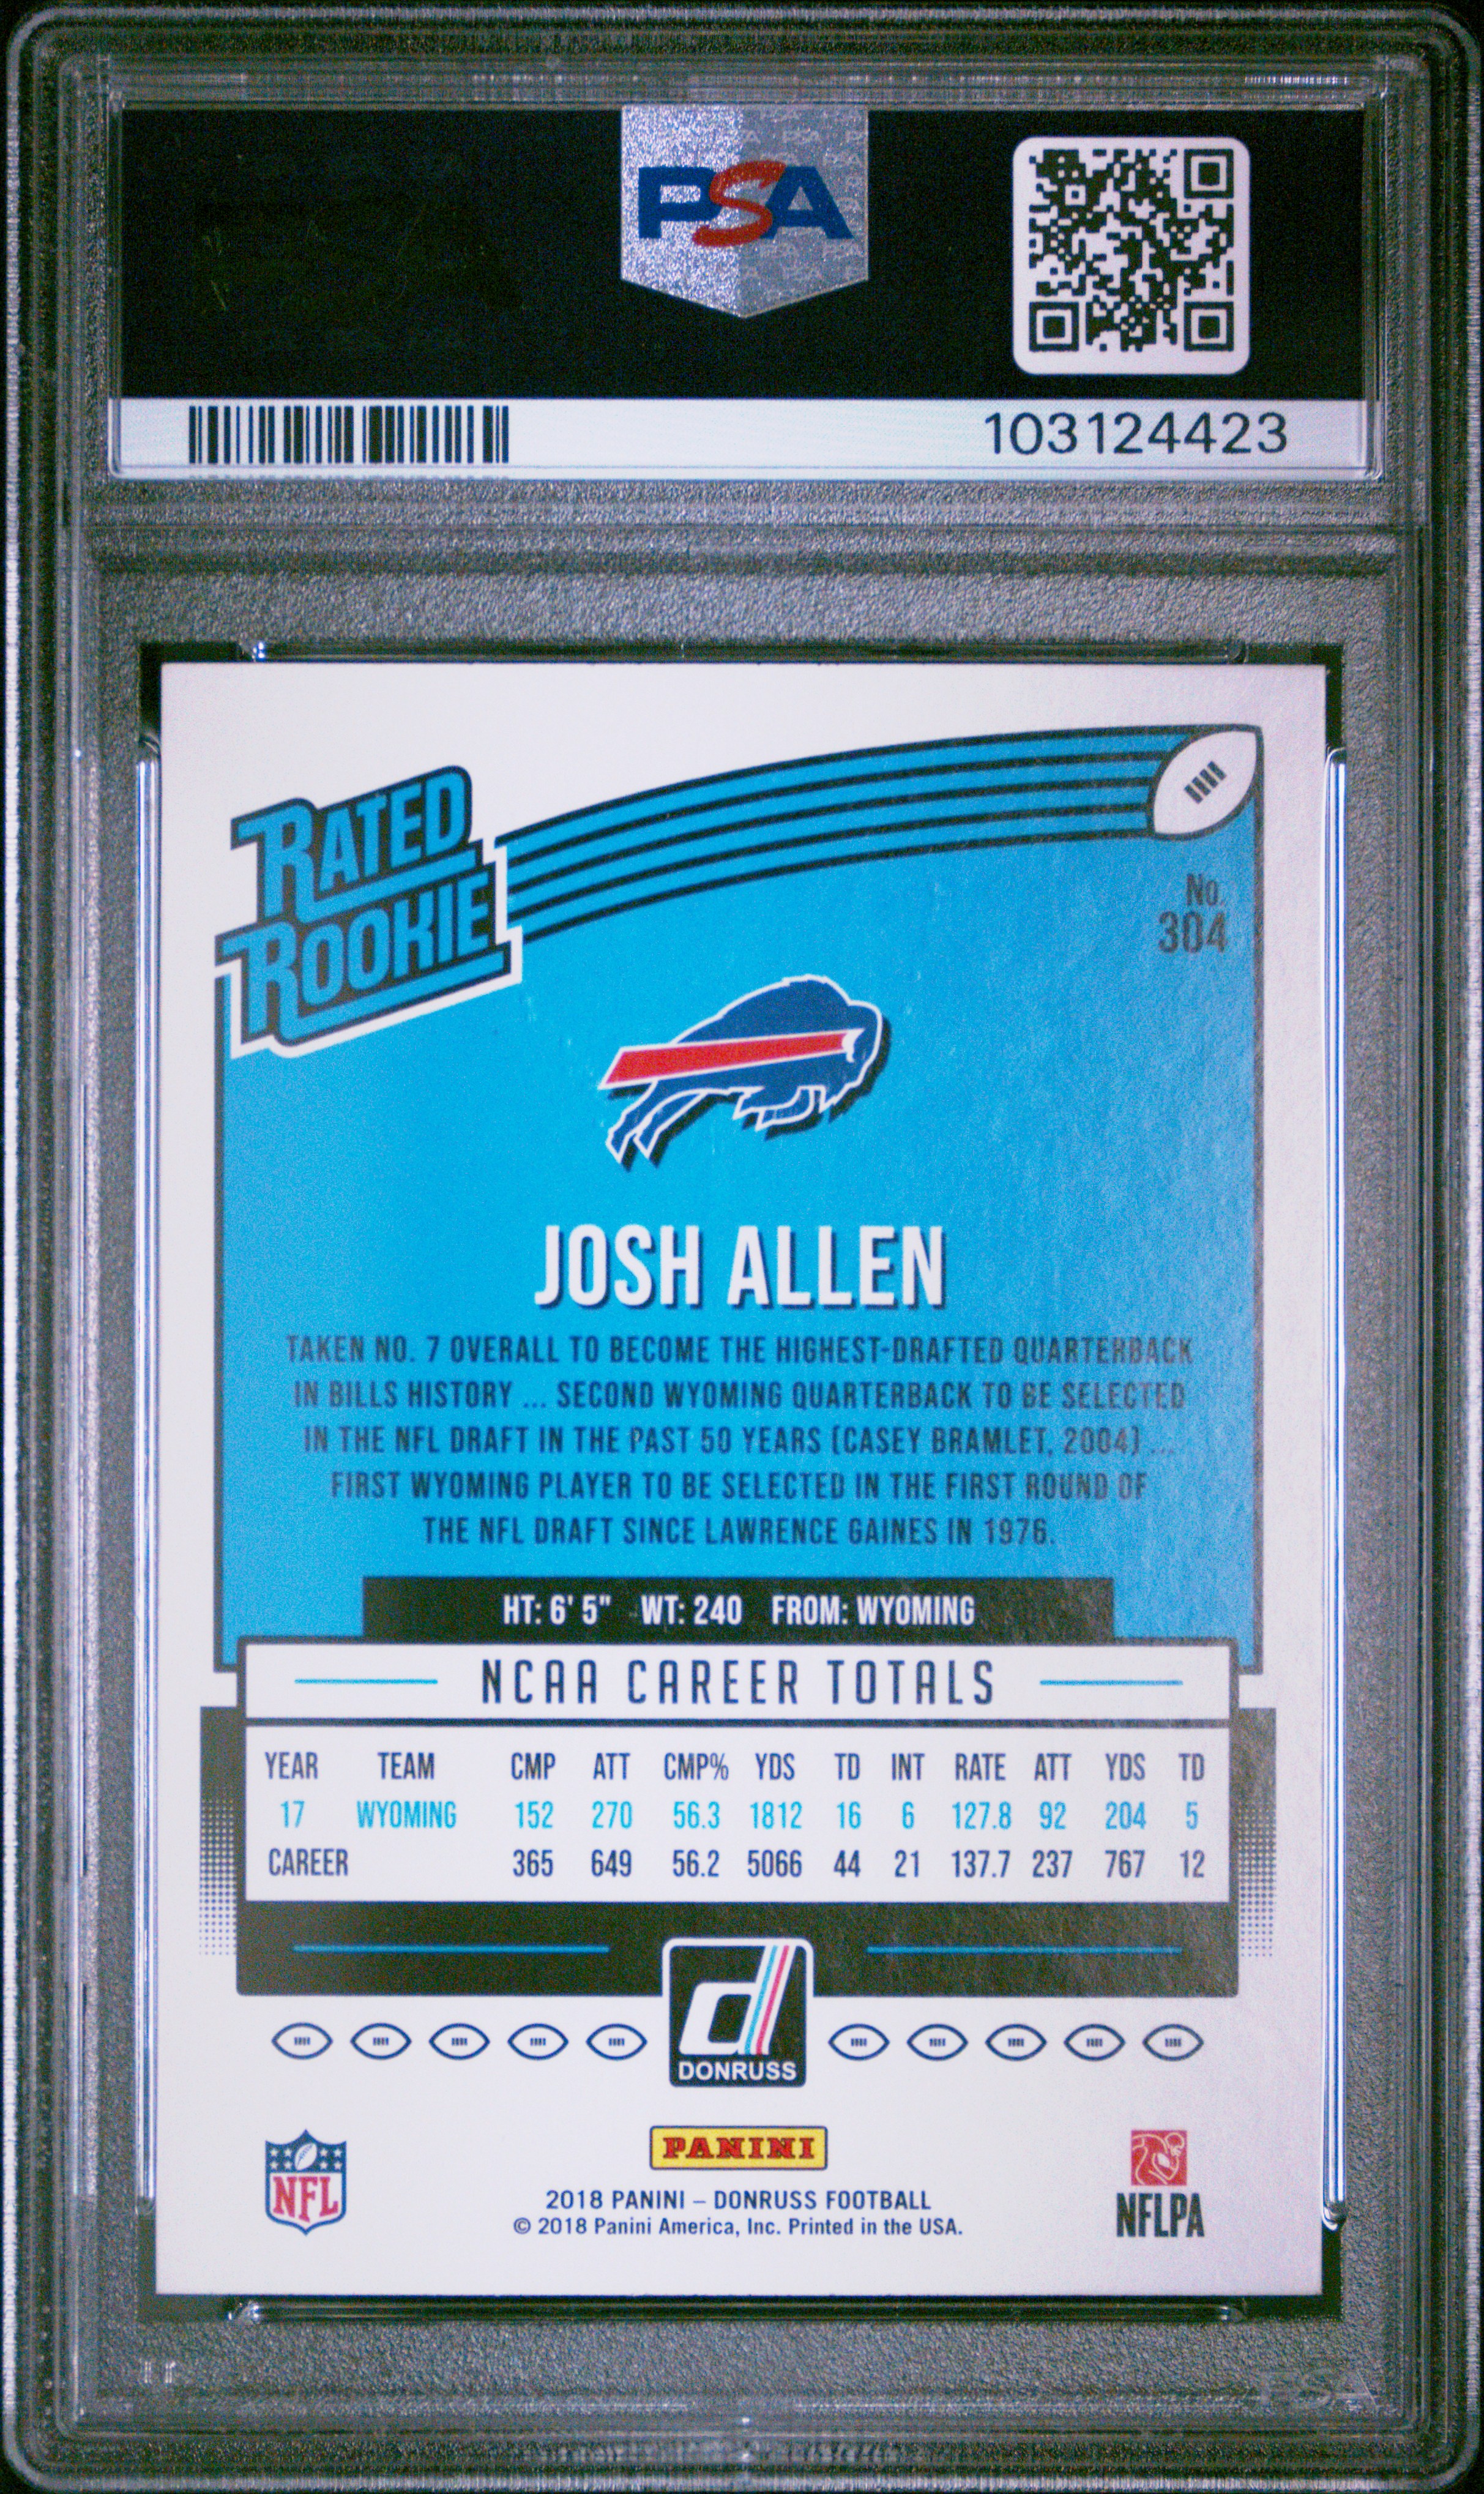 PSA
103124423
RATED
ROOKIE
No.
304
JOSH ALLEN
TAKEN NO. 7 OVERALL TO BECOME THE HIGHEST-DRAFTED QUARTERBACK
IN BILLS HISTORY ... SECOND WYOMING QUARTERBACK TO BE SELECTED
IN THE NFL DRAFT IN THE PAST 50 YEARS (CASEY BRAMLET, 2004) ...
FIRST WYOMING PLAYER TO BE SELECTED IN THE FIRST ROUND OF
THE NFL DRAFT SINCE LAWRENCE GAINES IN 1976.
HT: 6' 5" WT: 240 FROM: WYOMING
NCAA CAREER TOTALS
YEAR TEAM CMP ATT CMP% YDS TD INT RATE ATT YDS TD
17 WYOMING 152 270 56.3 1812 16 6 127.8 92 204 5
CAREER 365 649 56.2 5066 44 21 137.7 237 767 12
d
DONRUSS
PANINI
NFL
2018 PANINI – DONRUSS FOOTBALL
© 2018 Panini America, Inc. Printed in the USA.
NFLPA
PSA